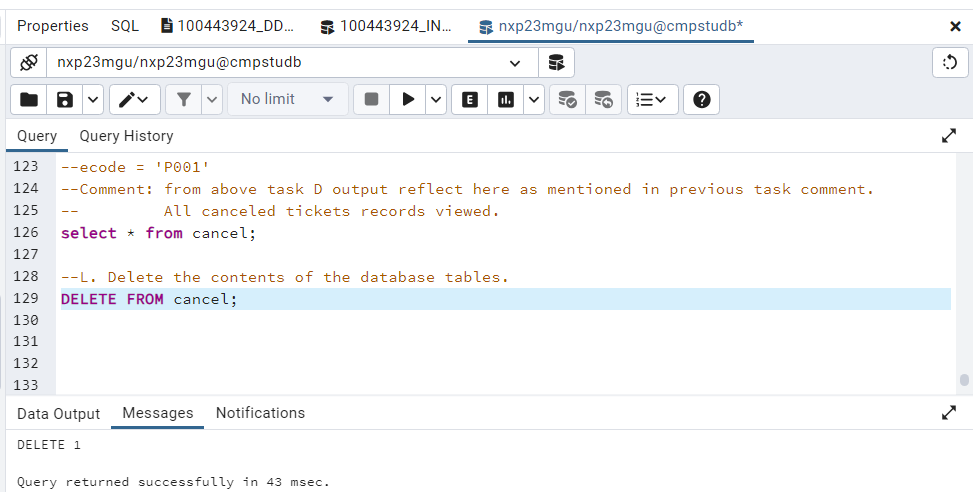 Properties SQL 100443924_DD... 100443924_IN... nxp23mgu/nxp23mgu@cmpstudb*
nxp23mgu/nxp23mgu@cmpstudb
No limit E
Query Query History
123 --ecode = 'P001'
124 --Comment: from above task D output reflect here as mentioned in previous task comment.
125 -- All canceled tickets records viewed.
126 select * from cancel;
127
128 --L. Delete the contents of the database tables.
129 DELETE FROM cancel;
130
131
132
133
Data Output Messages Notifications
DELETE 1
Query returned successfully in 43 msec.